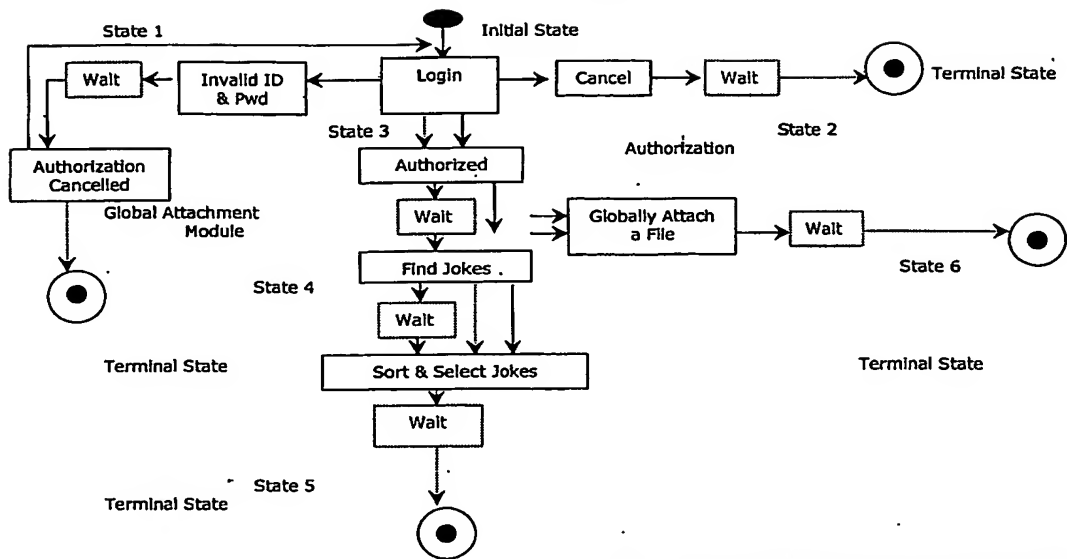 State 1
Initial State
Wait
Invalid ID
& Pwd
Login
Cancel
Wait
Terminal State
State 3
State 2
Authorization
Cancelled
Authorized
Authorization
Global Attachment
Module
Wait
Globally Attach
a File
Wait
Find Jokes
State 6
State 4
Wait
Terminal State
Sort & Select Jokes
Terminal State
Wait
State 5
Terminal State